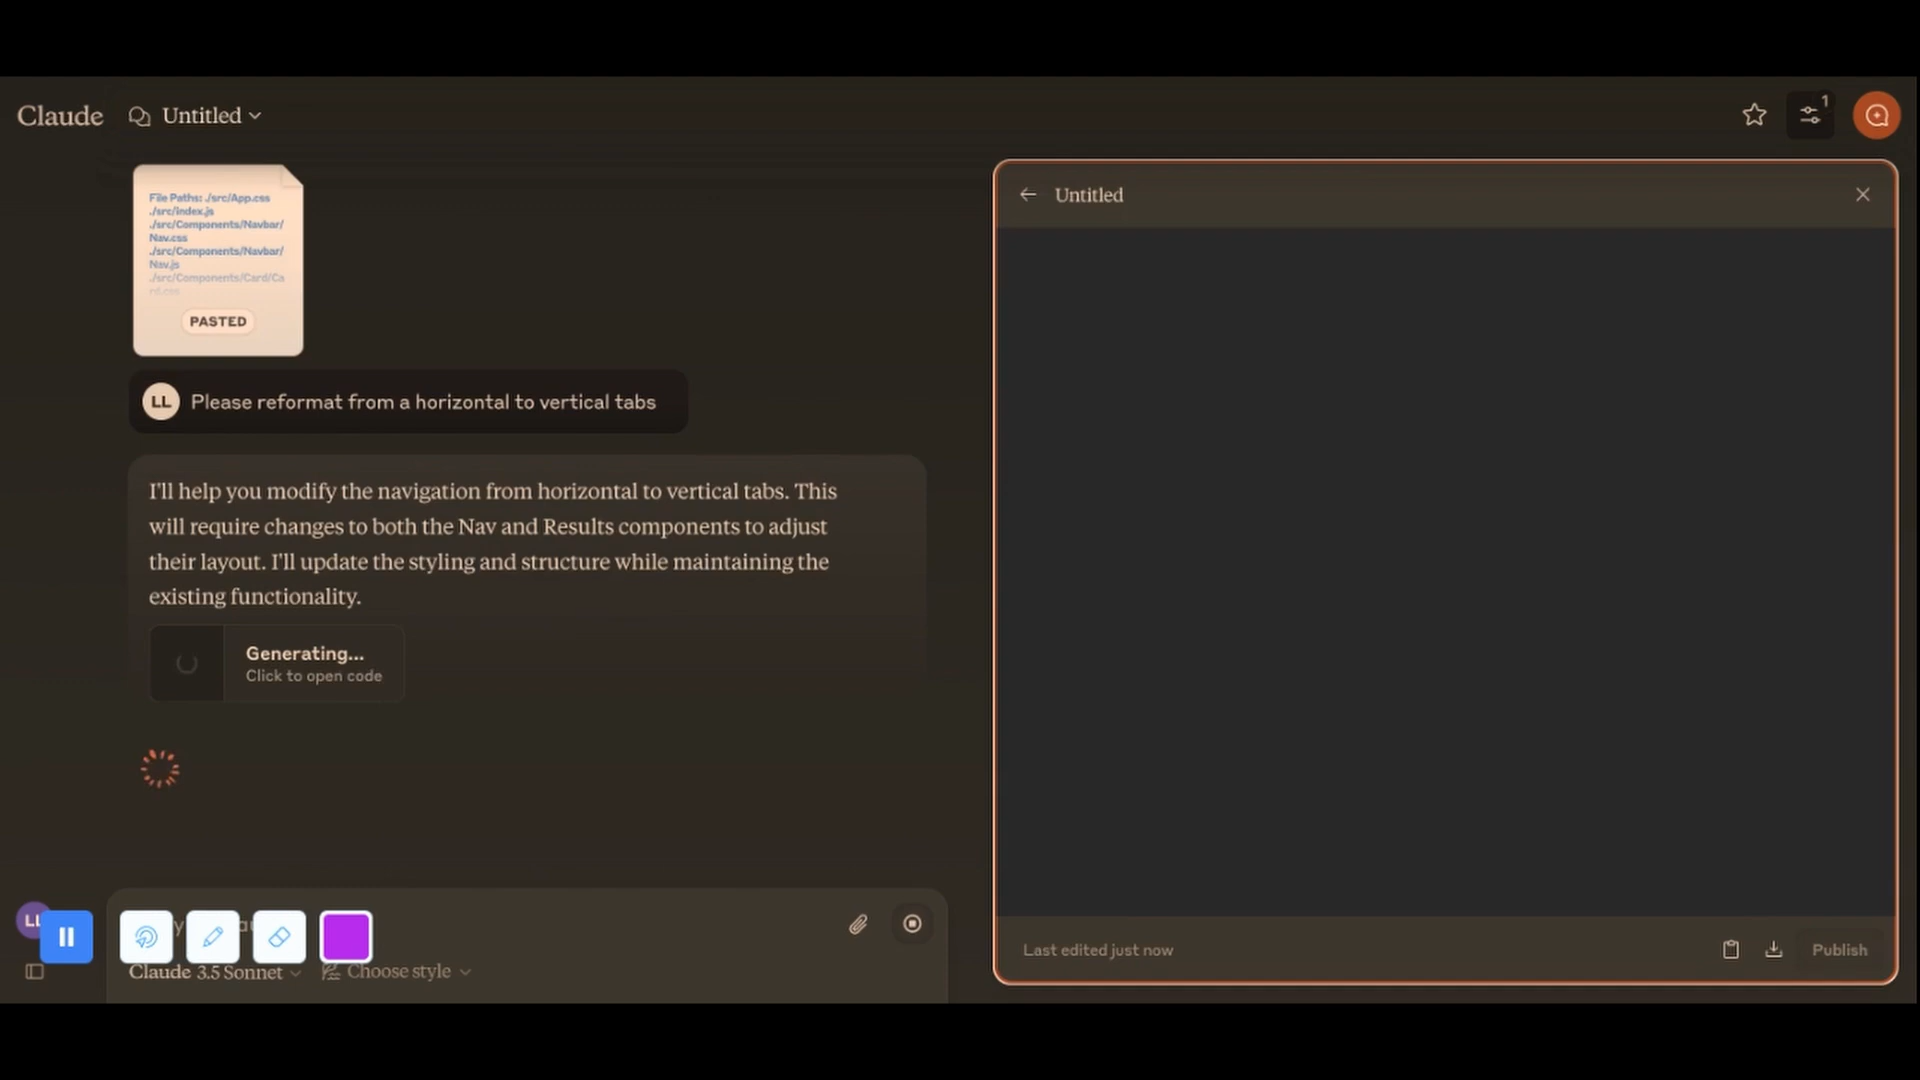 Claude
Untitled
1
File Paths: ./src/App.css
./src/index.js
./src/Components/Navbar/
Nav.css
./src/Components/Navbar/
Nav.js
./src/Components/Card/Ca
rd.css
PASTED
LL
Please reformat from a horizontal to vertical tabs
I'll help you modify the navigation from horizontal to vertical tabs. This
will require changes to both the Nav and Results components to adjust
their layout. I'll update the styling and structure while maintaining the
existing functionality.
Generating...
Click to open code
LL
Claude 3.5 Sonnet
Choose style
Untitled
Last edited just now
Publish